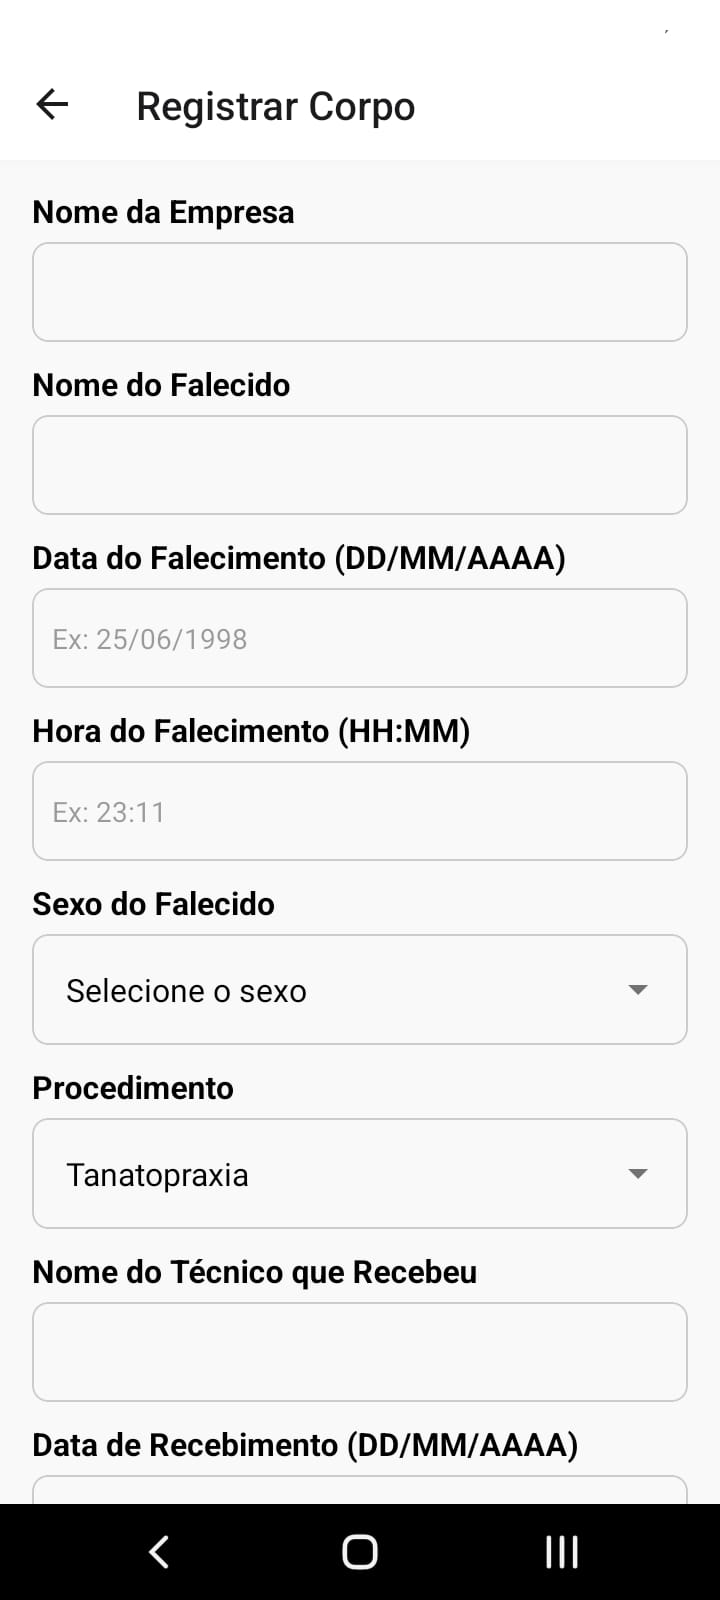 Registrar Corpo
Nome da Empresa
Nome do Falecido
Data do Falecimento (DD/MM/AAAA)
Ex: 25/06/1998
Hora do Falecimento (HH:MM)
Ex: 23:11
Sexo do Falecido
Selecione o sexo
Procedimento
Tanatopraxia
Nome do Técnico que Recebeu
Data de Recebimento (DD/MM/AAAA)